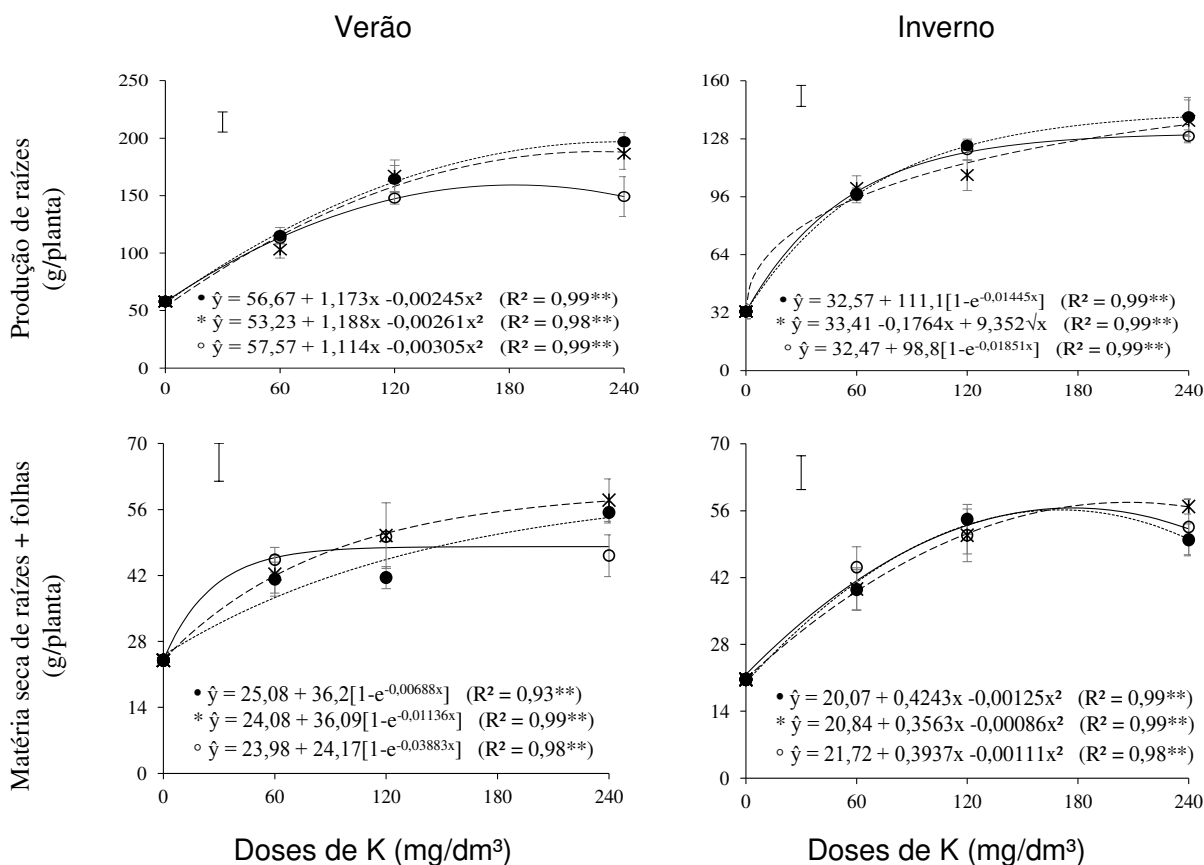 Verão
Inverno
Produção de raízes
(g/planta)
250
200
150
100
50
0
0 60 120 180 240
● ŷ = 56,67 + 1,173x -0,00245x² (R² = 0,99**)
* ŷ = 53,23 + 1,188x -0,00261x² (R² = 0,98**)
○ ŷ = 57,57 + 1,114x -0,00305x² (R² = 0,99**)
160
128
96
64
32
0
0 60 120 180 240
● ŷ = 32,57 + 111,1[1-e^-0,01445x] (R² = 0,99**)
* ŷ = 33,41 -0,1764x + 9,352√x (R² = 0,99**)
○ ŷ = 32,47 + 98,8[1-e^-0,01851x] (R² = 0,99**)
Matéria seca de raízes + folhas
(g/planta)
70
56
42
28
14
0
0 60 120 180 240
● ŷ = 25,08 + 36,2[1-e^-0,00688x] (R² = 0,93**)
* ŷ = 24,08 + 36,09[1-e^-0,01136x] (R² = 0,99**)
○ ŷ = 23,98 + 24,17[1-e^-0,03883x] (R² = 0,98**)
70
56
42
28
14
0
0 60 120 180 240
● ŷ = 20,07 + 0,4243x -0,00125x² (R² = 0,99**)
* ŷ = 20,84 + 0,3563x -0,00086x² (R² = 0,99**)
○ ŷ = 21,72 + 0,3937x -0,00111x² (R² = 0,98**)
Doses de K (mg/dm³)
Doses de K (mg/dm³)